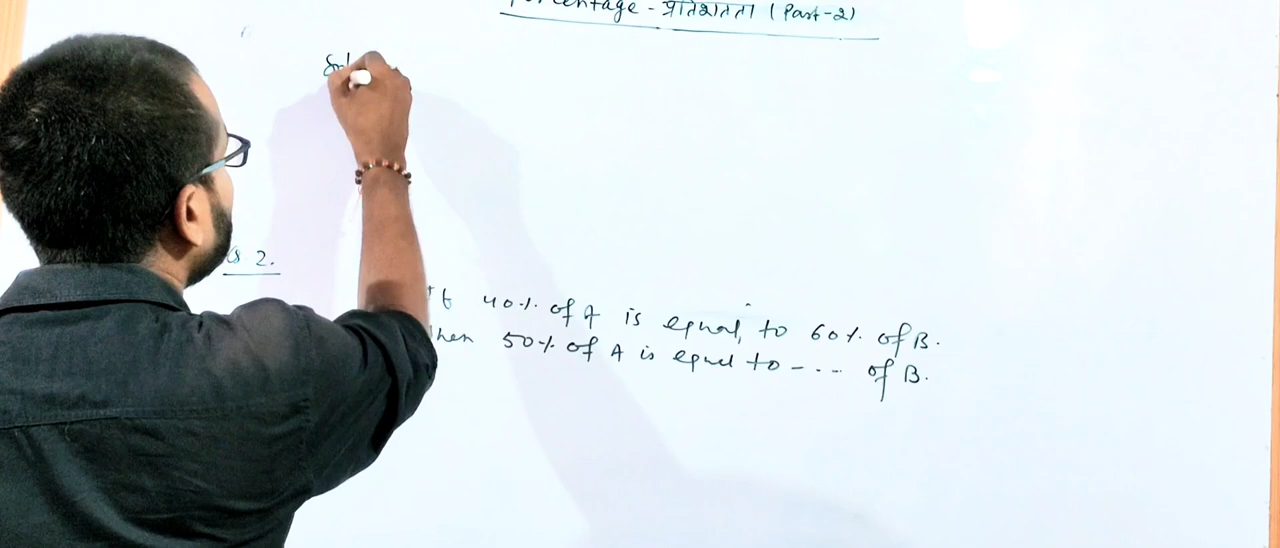 Percentage - प्रतिशतता (Part-2)
Sol
Q 2.
If 40% of A is equal to 60% of B.
then 50% of A is equal to ---- of B.